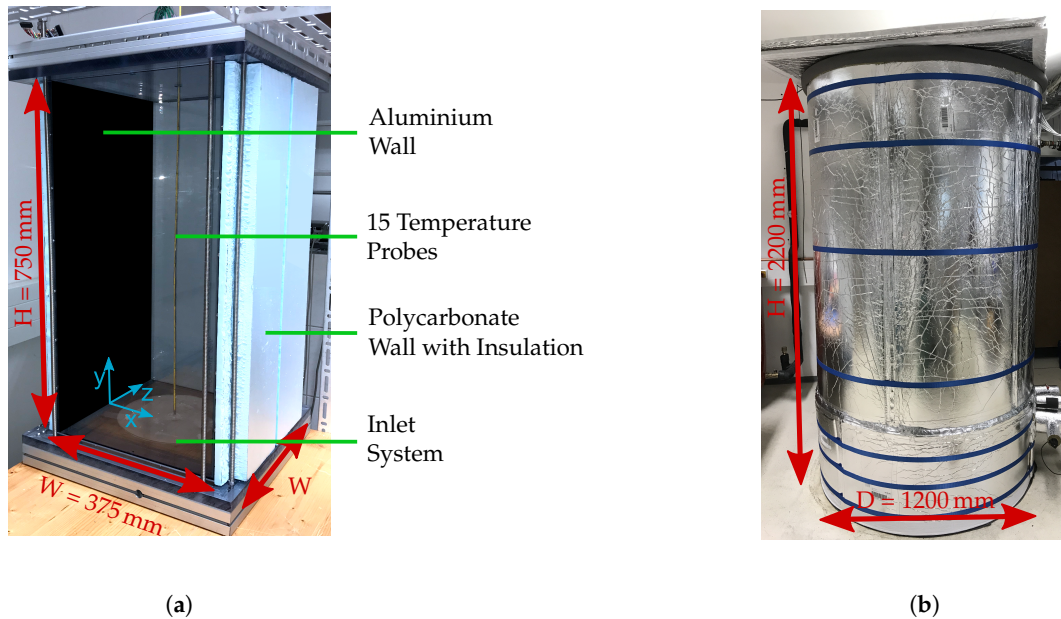 Aluminium
Wall
15 Temperature
Probes
Polycarbonate
Wall with Insulation
Inlet
System
H = 750 mm
y
z
x
W = 375 mm
W
H = 2200 mm
D = 1200 mm
(a)
(b)